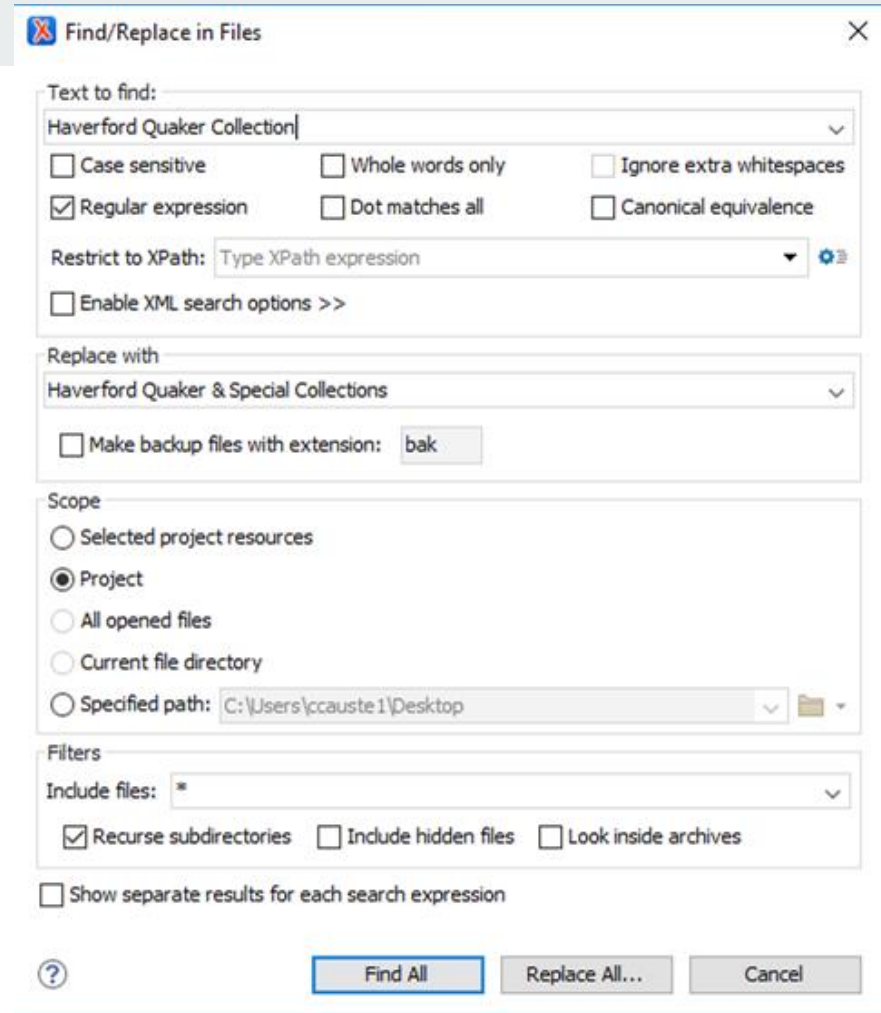 Find/Replace in Files
Text to find:
Haverford Quaker Collection
Case sensitive Whole words only Ignore extra whitespaces
Regular expression Dot matches all Canonical equivalence
Restrict to XPath: Type XPath expression
Enable XML search options >>
Replace with
Haverford Quaker & Special Collections
Make backup files with extension: bak
Scope
Selected project resources
Project
All opened files
Current file directory
Specified path: C:\Users\ccauste1\Desktop
Filters
Include files: *
Recurse subdirectories Include hidden files Look inside archives
Show separate results for each search expression
? Find All Replace All... Cancel